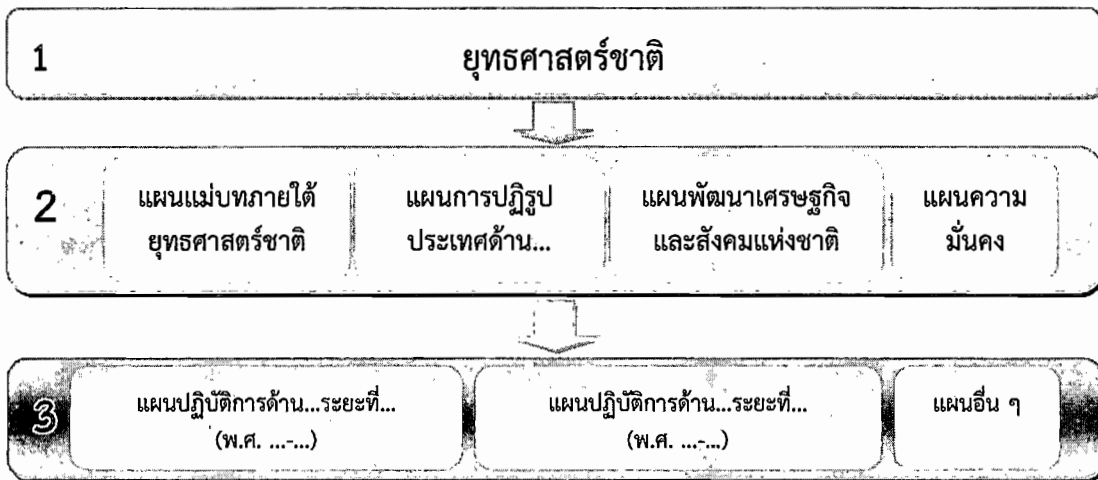 1
ยุทธศาสตร์ชาติ
2
แผนแม่บทภายใต้
ยุทธศาสตร์ชาติ
แผนการปฏิรูป
ประเทศด้าน...
แผนพัฒนาเศรษฐกิจ
และสังคมแห่งชาติ
แผนความ
มั่นคง
3
แผนปฏิบัติการด้าน...ระยะที่...
(พ.ศ. ...-...)
แผนปฏิบัติการด้าน...ระยะที่...
(พ.ศ. ...-...)
แผนอื่น ๆ